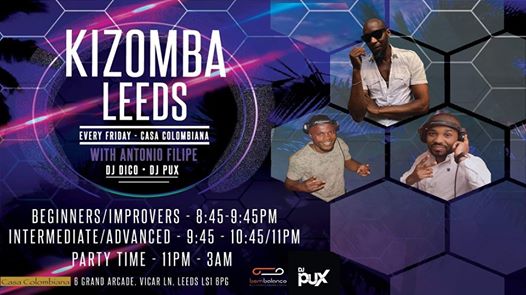 KIZOMBA
LEEDS
EVERY FRIDAY - CASA COLOMBIANA
WITH ANTONIO FILIPE
DJ DICO • DJ PUX
BEGINNERS/IMPROVERS - 8:45-9:45PM
INTERMEDIATE/ADVANCED - 9:45 - 10:45/11PM
PARTY TIME - 11PM - 3AM
Casa Colombiana 6 GRAND ARCADE, VICAR LN, LEEDS LS1 6PG
bembalanco
DJ PUX